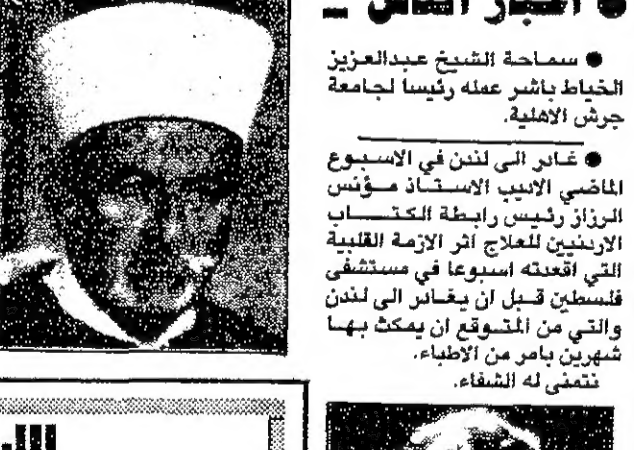 ● اخبار الناس
● سماحة الشيخ عبدالعزيز
الخياط باشر عمله رئيسا لجامعة
جرش الاهلية.
● غادر الى لندن في الاسبوع
الماضي الاديب الاستاذ مؤنس
الرزاز رئيس رابطة الكتاب
الاردنيين للعلاج اثر الازمة القلبية
التي اقعدته اسبوعا في مستشفى
فلسطين قبل ان يغادر الى لندن
والتي من المتوقع ان يمكث بها
شهرين بامر من الاطباء.
نتمنى له الشفاء.